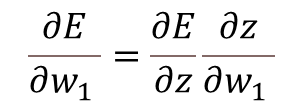 ∂E/∂w₁ = ∂E/∂z ∂z/∂w₁